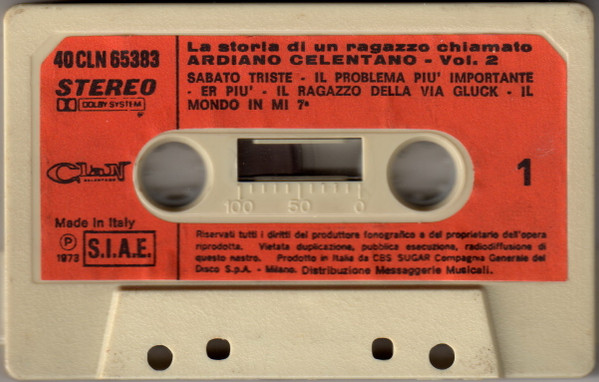 40 CLN 65383
STEREO
DOLBY SYSTEM
La storia di un ragazzo chiamato
ARDIANO CELENTANO - Vol. 2
SABATO TRISTE - IL PROBLEMA PIU' IMPORTANTE
- ER PIU' - IL RAGAZZO DELLA VIA GLUCK - IL
MONDO IN MI 7ª
CLAN
CELENTANO
1
100 50 0
Made in Italy
P
1973
S.I.A.E.
Riservati tutti i diritti del produttore fonografico e del proprietario dell'opera
riprodotta. Vietata duplicazione, pubblica esecuzione, radiodiffusione di
questo nastro. Prodotto in Italia da CBS SUGAR Compagnia Generale del
Disco S.p.A. - Milano. Distribuzione Messaggerie Musicali.